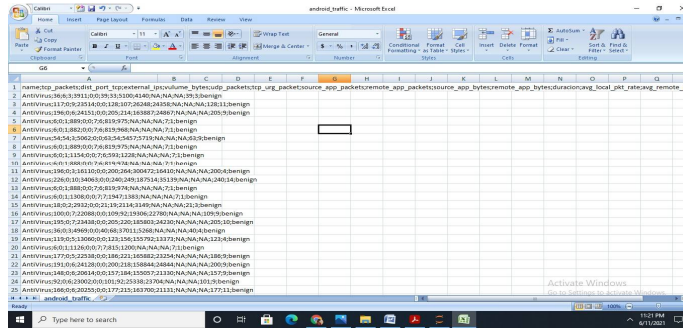 Calibri
android_traffic - Microsoft Excel
Home Insert Page Layout Formulas Data Review View
Cut
Copy
Format Painter
Paste
Clipboard
Calibri 11
B I U
Font
Wrap Text
Merge & Center
Alignment
General
$ % ,
Number
Conditional Formatting
Format as Table
Cell Styles
Styles
Insert Delete Format
Cells
AutoSum
Fill
Clear
Sort & Filter
Find & Select
Editing
G6 fx
A B C D E F G H I J K L M N O P Q
1 name;tcp_packets;dist_port_tcp;external_ips;vulume_bytes;udp_packets;tcp_urg_packet;source_app_packets;remote_app_packets;source_app_bytes;remote_app_bytes;duracion;avg_local_pkt_rate;avg_remote_
2 AntiVirus;36;6;3;3911;0;0;39;33;5100;4140;NA;NA;NA;39;3;benign
3 AntiVirus;117;0;9;23514;0;0;128;107;26248;24358;NA;NA;NA;128;11;benign
4 AntiVirus;196;0;6;24151;0;0;205;214;163887;24867;NA;NA;NA;205;9;benign
5 AntiVirus;6;0;1;889;0;0;7;6;819;975;NA;NA;NA;7;1;benign
6 AntiVirus;6;0;1;882;0;0;7;6;819;968;NA;NA;NA;7;1;benign
7 AntiVirus;54;54;3;5062;0;0;63;54;5457;5719;NA;NA;NA;63;9;benign
8 AntiVirus;6;0;1;889;0;0;7;6;819;975;NA;NA;NA;7;1;benign
9 AntiVirus;6;0;1;1154;0;0;7;6;593;1228;NA;NA;NA;7;1;benign
10 AntiVirus;6;0;1;888;0;0;7;6;819;974;NA;NA;NA;7;1;benign
11 AntiVirus;196;0;3;16110;0;0;200;264;300472;16410;NA;NA;NA;200;4;benign
12 AntiVirus;226;0;10;34063;0;0;240;249;187514;35139;NA;NA;NA;240;14;benign
13 AntiVirus;6;0;1;888;0;0;7;6;819;974;NA;NA;NA;7;1;benign
14 AntiVirus;6;0;1;1308;0;0;7;7;1947;1383;NA;NA;NA;7;1;benign
15 AntiVirus;18;0;2;2932;0;0;21;19;2114;3149;NA;NA;NA;21;3;benign
16 AntiVirus;100;0;7;22088;0;0;109;92;19306;22780;NA;NA;NA;109;9;benign
17 AntiVirus;195;0;7;23438;0;0;205;220;185803;24230;NA;NA;NA;205;10;benign
18 AntiVirus;36;0;3;4969;0;0;40;68;37011;5268;NA;NA;NA;40;4;benign
19 AntiVirus;119;0;5;13060;0;0;123;156;155792;13373;NA;NA;NA;123;4;benign
20 AntiVirus;6;0;1;1126;0;0;7;7;815;1200;NA;NA;NA;7;1;benign
21 AntiVirus;177;0;5;22538;0;0;186;221;165882;23254;NA;NA;NA;186;9;benign
22 AntiVirus;191;0;6;24128;0;0;200;218;158844;24844;NA;NA;NA;200;9;benign
23 AntiVirus;148;0;6;20614;0;0;157;184;155057;21330;NA;NA;NA;157;9;benign
24 AntiVirus;92;0;6;23002;0;0;101;92;25338;23704;NA;NA;NA;101;9;benign
25 AntiVirus;166;0;6;20255;0;0;177;215;163700;21131;NA;NA;NA;177;11;benign
Activate Windows
Go to Settings to activate Windows.
android_traffic
Ready 100%
Type here to search
11:21 PM
6/11/2021